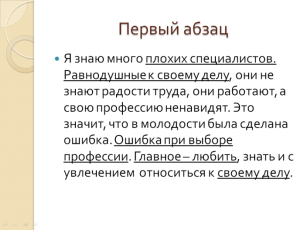 Первый абзац
Я знаю много плохих специалистов.
Равнодушные к своему делу, они не
знают радости труда, они работают, а
свою профессию ненавидят. Это
значит, что в молодости была сделана
ошибка. Ошибка при выборе
профессии. Главное – любить, знать и с
увлечением относиться к своему делу.